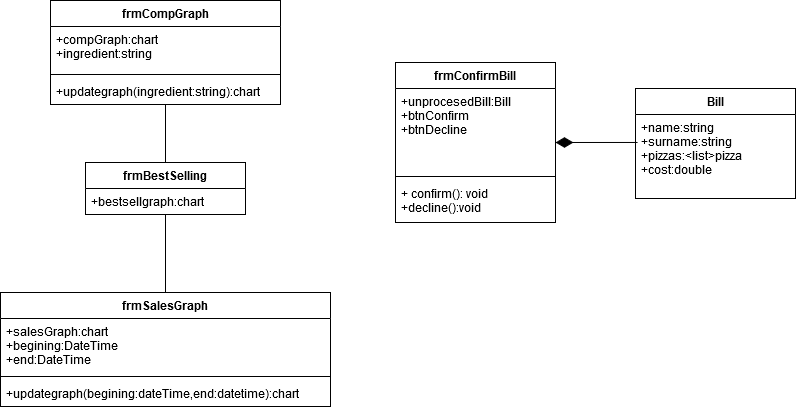 frmCompGraph
+compGraph:chart
+ingredient:string
+updategraph(ingredient:string):chart
frmBestSelling
+bestsellgraph:chart
frmSalesGraph
+salesGraph:chart
+begining:DateTime
+end:DateTime
+updategraph(begining:dateTime,end:datetime):chart
frmConfirmBill
+unprocesedBill:Bill
+btnConfirm
+btnDecline
+ confirm(): void
+decline():void
Bill
+name:string
+surname:string
+pizzas:<list>pizza
+cost:double